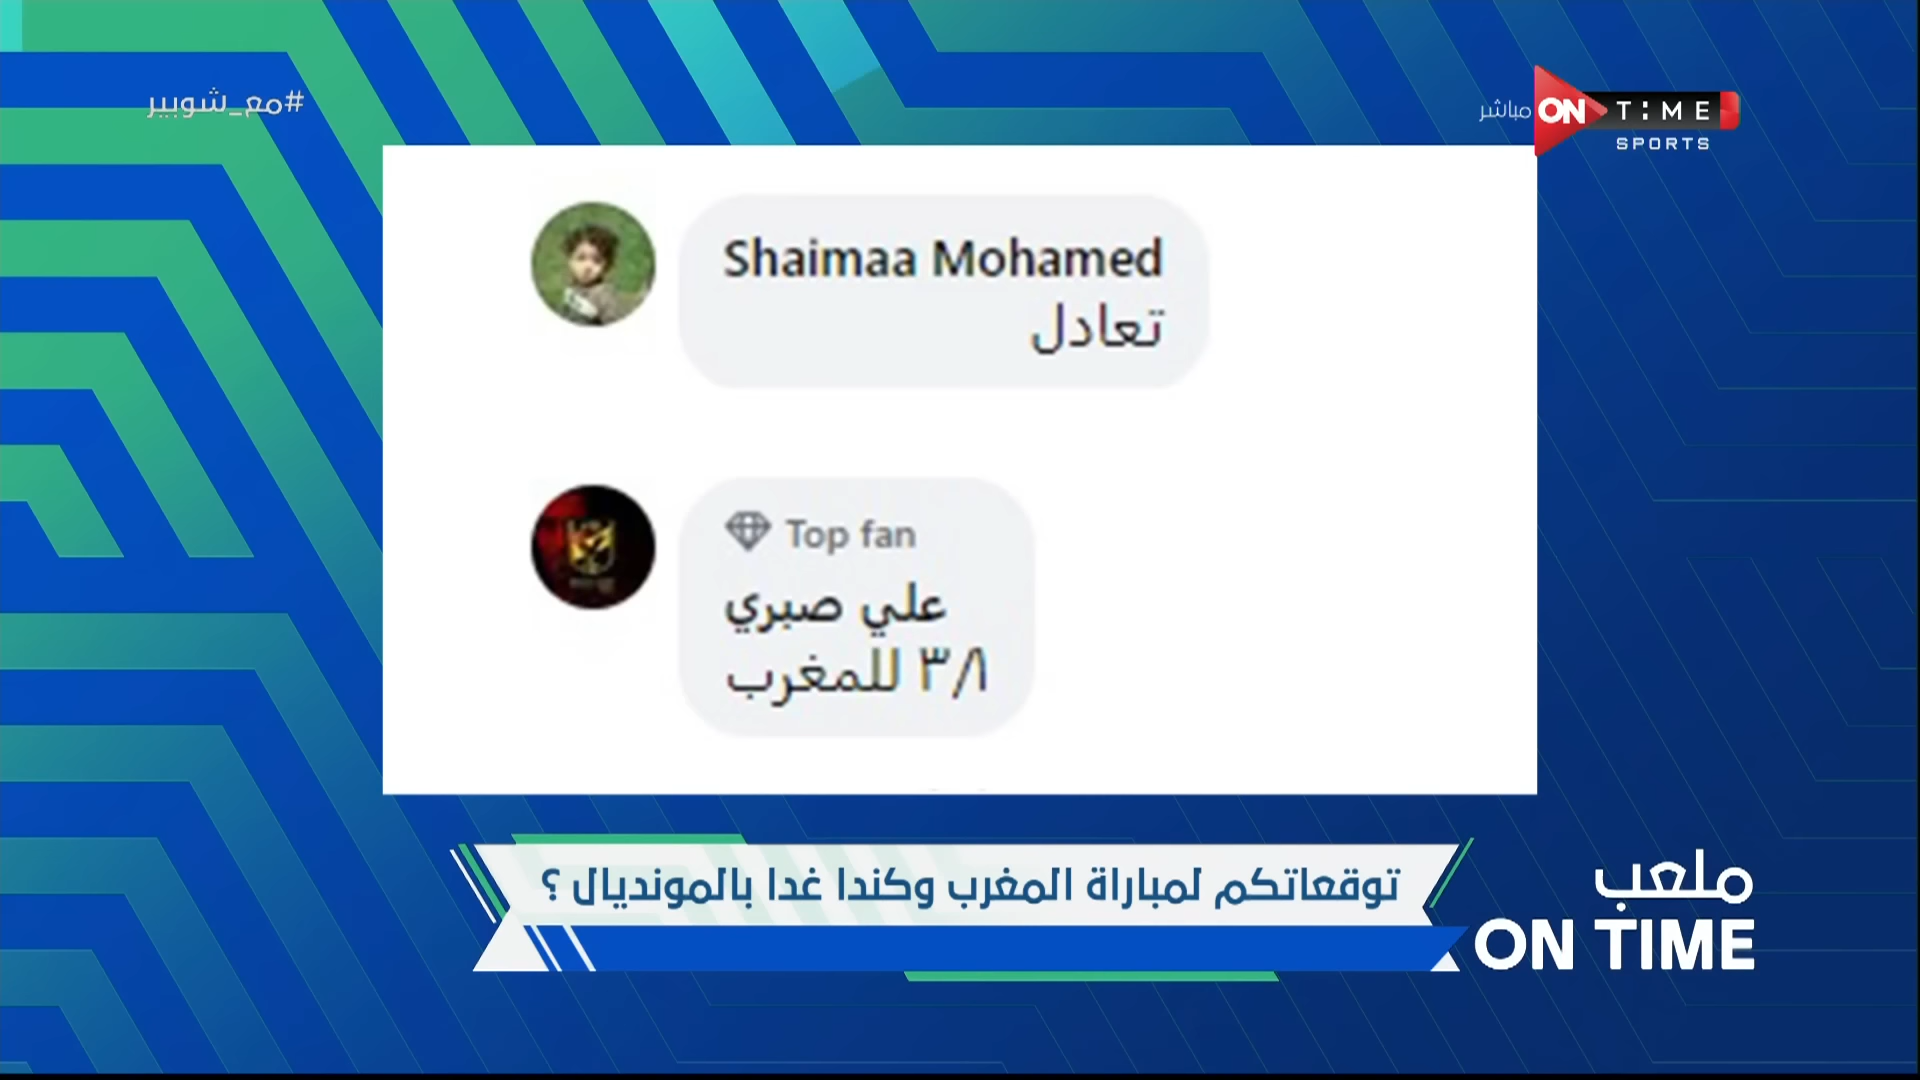 #مع_شوبير
مباشر
ON TIME
SPORTS
Shaimaa Mohamed
تعادل
Top fan
علي صبري
٣/١ للمغرب
توقعاتكم لمباراة المغرب وكندا غدا بالمونديال ؟
ملعب
ON TIME